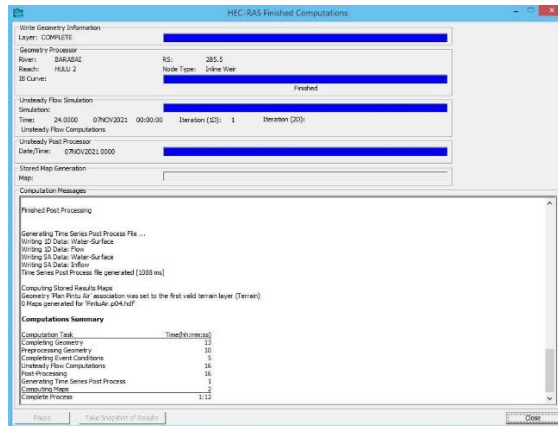 HEC-RAS Finished Computations
Write Geometry Information
Layer: COMPLETE
Geometry Processor
River: BARABAI RS: 285.5
Reach: HULU 2 Node Type: Inline Weir
IB Curve:
Finished
Unsteady Flow Simulation
Simulation:
Time: 24.0000 07NOV2021 00:00:00 Iteration (1D): 1 Iteration (2D):
Unsteady Flow Computations
Unsteady Post Processor
Date/Time: 07NOV2021 0000
Stored Map Generation
Map:
Computation Messages
Finished Post Processing
Generating Time Series Post Process File ...
Writing 1D Data: Water-Surface
Writing 1D Data: Flow
Writing SA Data: Water-Surface
Writing SA Data: Inflow
Time Series Post Process file generated [1088 ms]
Computing Stored Results Maps
Geometry 'Plan Pintu Air' association was set to the first valid terrain layer (Terrain)
0 Maps generated for 'PintuAir.p04.hdf'
Computations Summary
Computation Task Time(hh:mm:ss)
Completing Geometry 13
Preprocessing Geometry 10
Completing Event Conditions 5
Unsteady Flow Computations 16
Post-Processing 16
Generating Time Series Post Process 1
Computing Maps 2
Complete Process 1:12
Pause Take Snapshot of Results Close